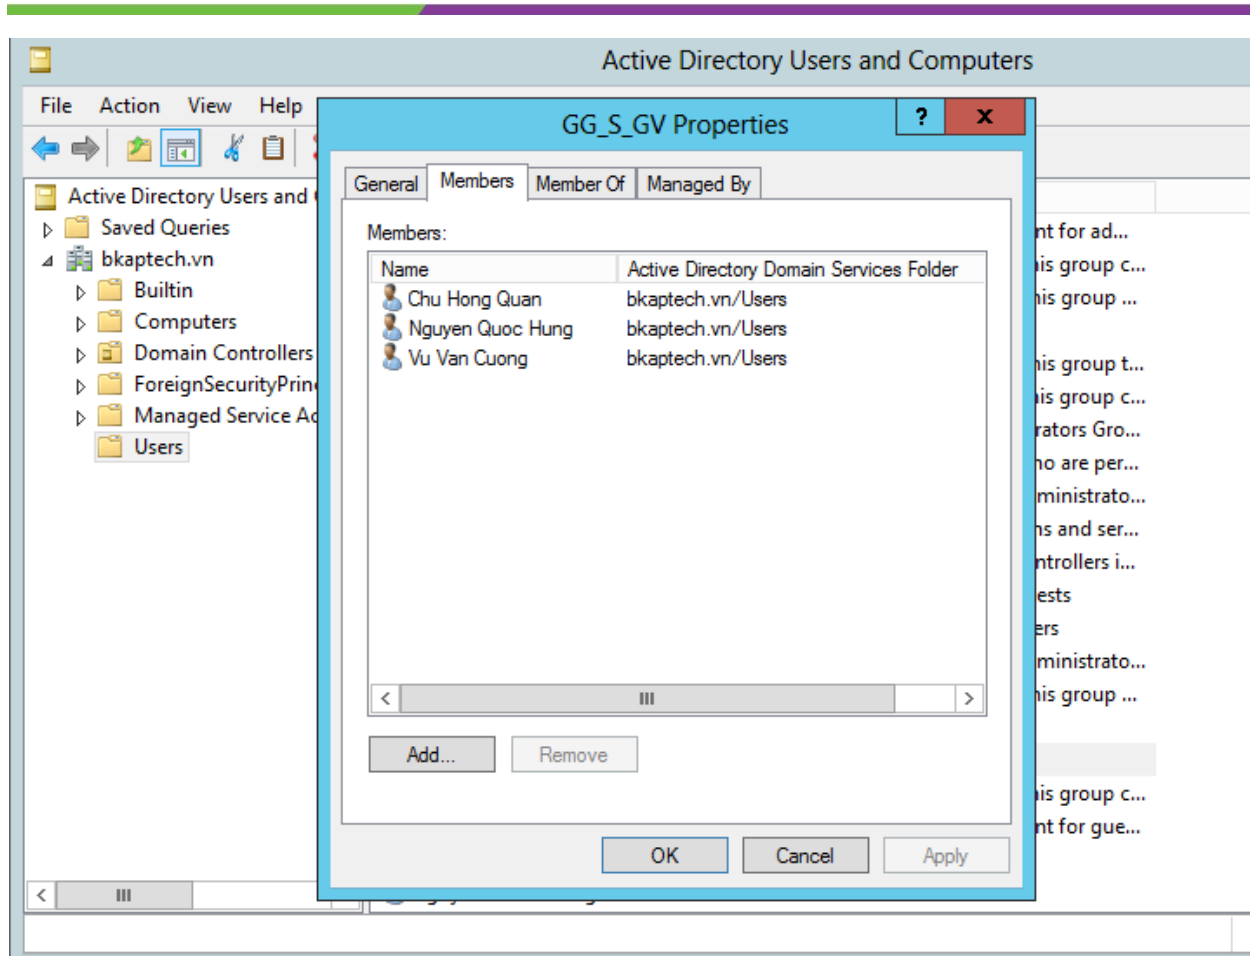 Active Directory Users and Computers
File Action View Help
GG_S_GV Properties
? x
General Members Member Of Managed By
Members:
Name Active Directory Domain Services Folder
Chu Hong Quan bkaptech.vn/Users
Nguyen Quoc Hung bkaptech.vn/Users
Vu Van Cuong bkaptech.vn/Users
Add... Remove
OK Cancel Apply
Active Directory Users and
Saved Queries
bkaptech.vn
Builtin
Computers
Domain Controllers
ForeignSecurityPrin
Managed Service Ac
Users
nt for ad...
is group c...
his group ...
his group t...
is group c...
rators Gro...
ho are per...
ministrato...
ns and ser...
ntrollers i...
ests
ers
ministrato...
his group ...
is group c...
nt for gue...